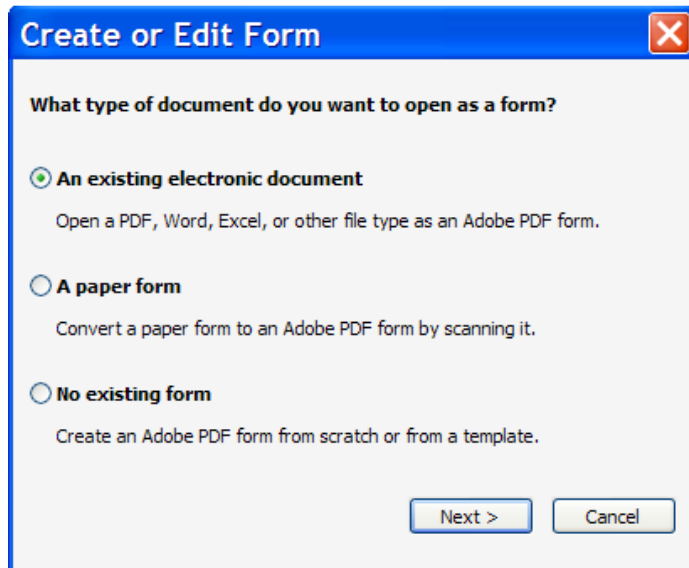 Create or Edit Form
What type of document do you want to open as a form?
An existing electronic document
Open a PDF, Word, Excel, or other file type as an Adobe PDF form.
A paper form
Convert a paper form to an Adobe PDF form by scanning it.
No existing form
Create an Adobe PDF form from scratch or from a template.
Next >
Cancel